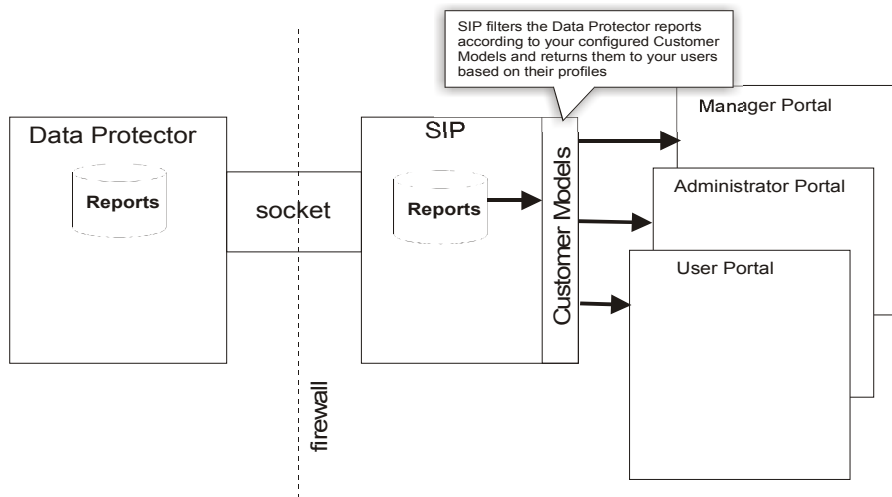 SIP filters the Data Protector reports
according to your configured Customer
Models and returns them to your users
based on their profiles
Manager Portal
Data Protector
SIP
Administrator Portal
Reports
socket
Reports
Customer Models
User Portal
firewall